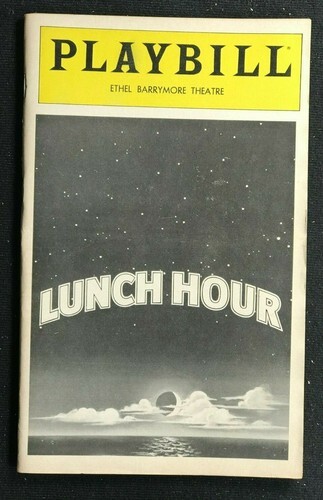 PLAYBILL®
ETHEL BARRYMORE THEATRE
LUNCH HOUR